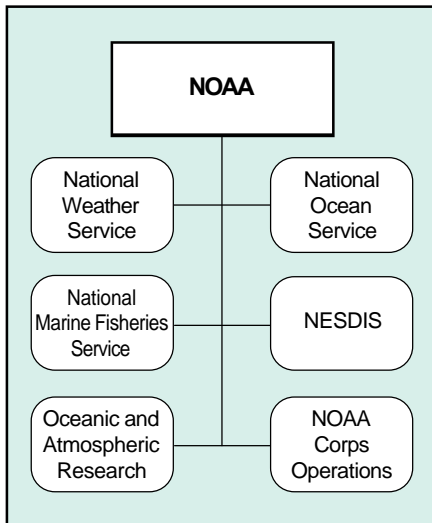 NOAA
National
Weather
Service
National
Ocean
Service
National
Marine Fisheries
Service
NESDIS
Oceanic and
Atmospheric
Research
NOAA
Corps
Operations